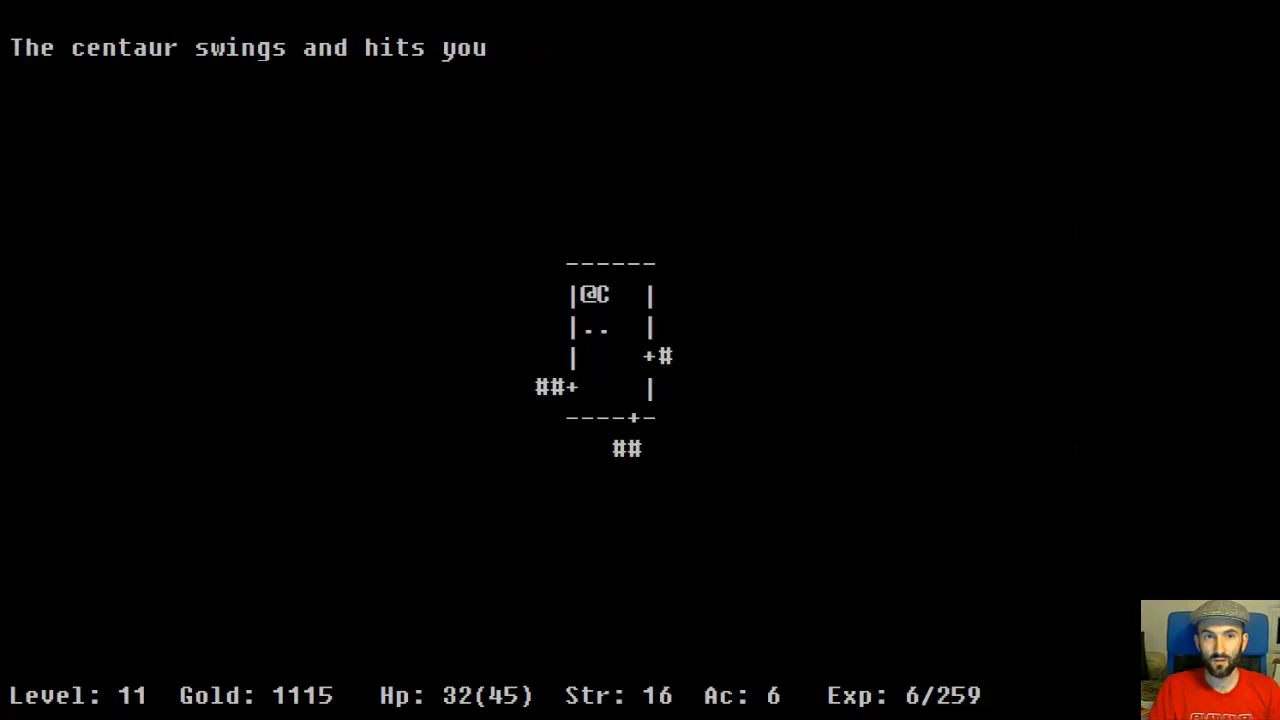 The centaur swings and hits you
------
|@C  |
|..  |
|    +#
##+    |
----+-
##
Level: 11  Gold: 1115   Hp: 32(45)  Str: 16  Ac: 6   Exp: 6/259